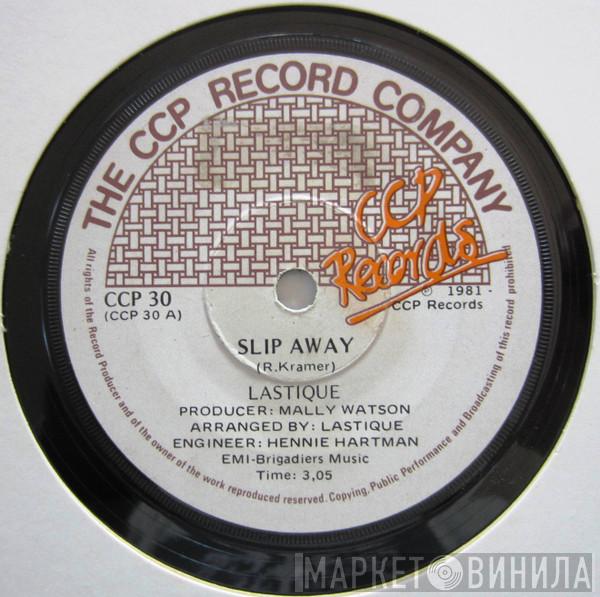 THE CCP RECORD COMPANY
CCP Records
CCP 30
(CCP 30 A)
℗ 1981 -
CCP Records
SLIP AWAY
(R.Kramer)
LASTIQUE
PRODUCER: MALLY WATSON
ARRANGED BY: LASTIQUE
ENGINEER: HENNIE HARTMAN
EMI-Brigadiers Music
Time: 3,05
All rights of the Record Producer and of the owner of the work reproduced reserved. Copying, Public Performance and Broadcasting of this record prohibited
МАРКЕТ ВИНИЛА